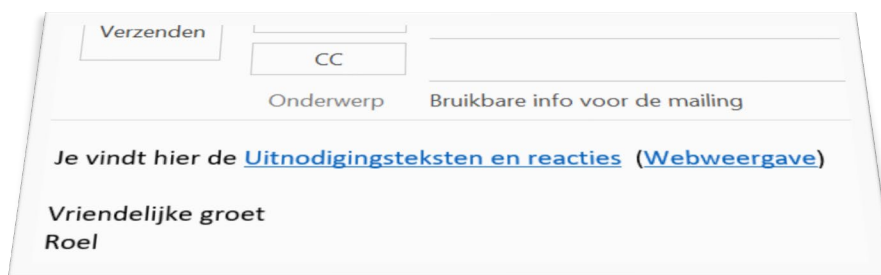 Verzenden
CC
Onderwerp Bruikbare info voor de mailing
Je vindt hier de Uitnodigingsteksten en reacties (Webweergave)
Vriendelijke groet
Roel